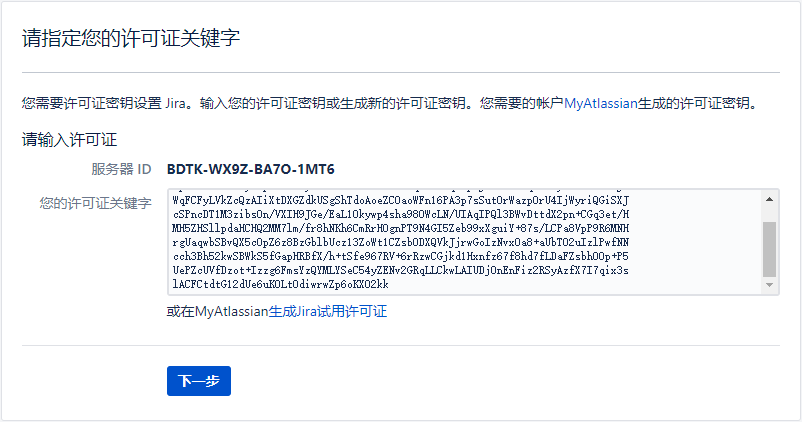 请指定您的许可证关键字
您需要许可证密钥设置 Jira。输入您的许可证密钥或生成新的许可证密钥。您需要的帐户MyAtlassian生成的许可证密钥。
请输入许可证
服务器 ID BDTK-WX9Z-BA7O-1MT6
您的许可证关键字
WqFCFyLVkZcQzAIiXtDXGZdkUSgShTdoAoeZCOaoWFn16PA3p7sSutOrWazpOrU4IjWyriQGiSXJ
cSPncDT1M3zibsOn/VXIH9JGe/EaL10kywp4sha980WcLN/UIAqIPQl3BWvDttdX2pn+CGq3et/H
MH5ZHSllpdaHCHQ2MM7lm/fr8hNKh6CmRrHOgnPT9N4GI5Zeb99xXguiY+87s/LCPa8VpP9R6MNH
rgUaqwbSBvQX5cOpZ6z8BzGblbUcz13ZoWt1CZsbODXQVkJjrwGoIzNvxOa8+aUbTO2uIzlPwfNN
cch3Bh52kwSBWkS5fGapHRBfX/h+tSfe967RV+6rRzwCGjkd1Hxnfz67f8hd7fLDaFZsbhOOp+P5
UePZcUVfDzot+Izzg6FmsYzQYMLYSeC54yZENv2GRqLLCkwLAIUDjOnEnFiz2RSyAzfX7I7qix3s
lACFCtdtG12dUe6uKOLtOdiwrwZp6oKXO2kk
或在MyAtlassian生成Jira试用许可证
下一步